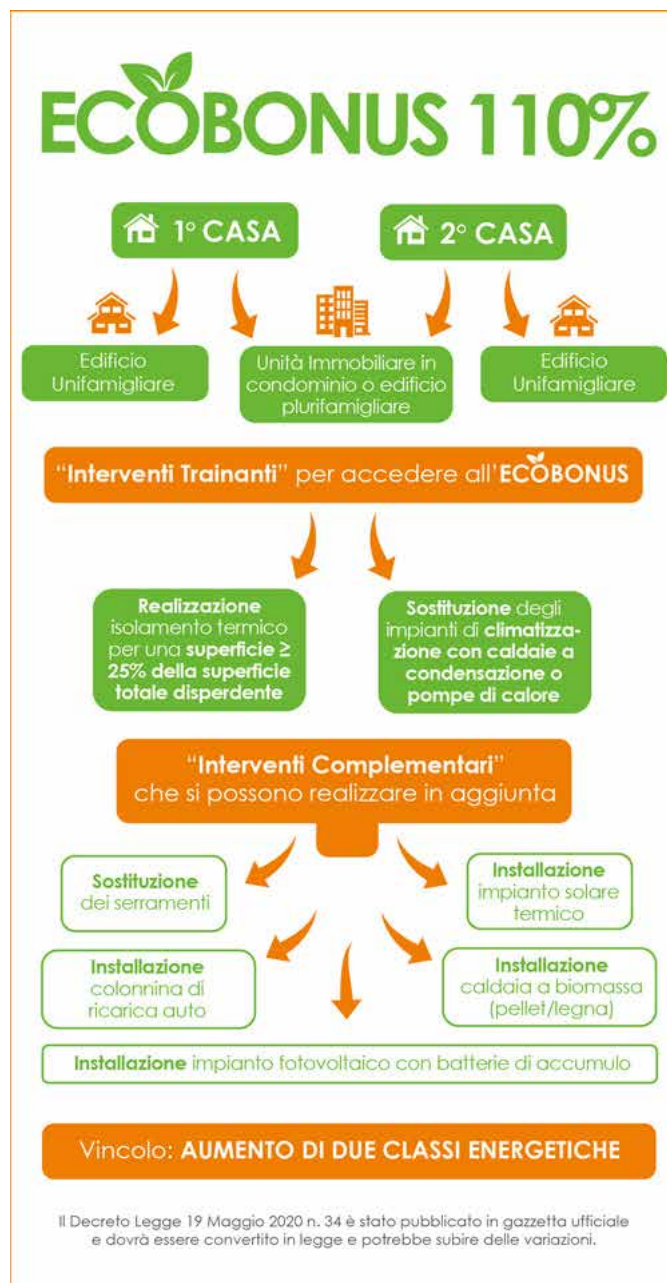 ECOBONUS 110%
1° CASA
2° CASA
Edificio
Unifamigliare
Unità Immobiliare in
condominio o edificio
plurifamigliare
Edificio
Unifamigliare
“Interventi Trainanti” per accedere all’ECOBONUS
Realizzazione
isolamento termico
per una superficie ≥
25% della superficie
totale disperdente
Sostituzione degli
impianti di climatizza-
zione con caldaie a
condensazione o
pompe di calore
“Interventi Complementari”
che si possono realizzare in aggiunta
Sostituzione
dei serramenti
Installazione
impianto solare
termico
Installazione
colonnina di
ricarica auto
Installazione
caldaia a biomassa
(pellet/legna)
Installazione impianto fotovoltaico con batterie di accumulo
Vincolo: AUMENTO DI DUE CLASSI ENERGETICHE
Il Decreto Legge 19 Maggio 2020 n. 34 è stato pubblicato in gazzetta ufficiale
e dovrà essere convertito in legge e potrebbe subire delle variazioni.